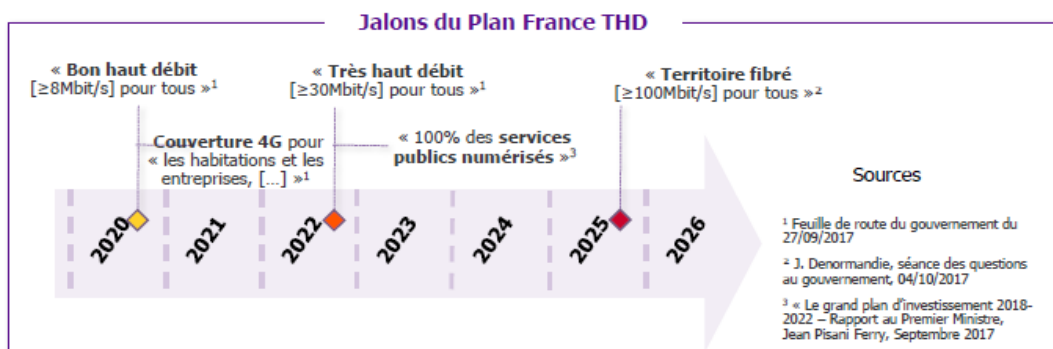 Jalons du Plan France THD
« Bon haut débit
[≥8Mbit/s] pour tous »¹
« Très haut débit
[≥30Mbit/s] pour tous »¹
« Territoire fibré
[≥100Mbit/s] pour tous »²
Couverture 4G pour
« les habitations et les
entreprises, [...] »¹
« 100% des services
publics numérisés »³
2020
2021
2022
2023
2024
2025
2026
Sources
¹ Feuille de route du gouvernement du
27/09/2017
² J. Denormandie, séance des questions
au gouvernement, 04/10/2017
³ « Le grand plan d'investissement 2018-
2022 – Rapport au Premier Ministre,
Jean Pisani Ferry, Septembre 2017